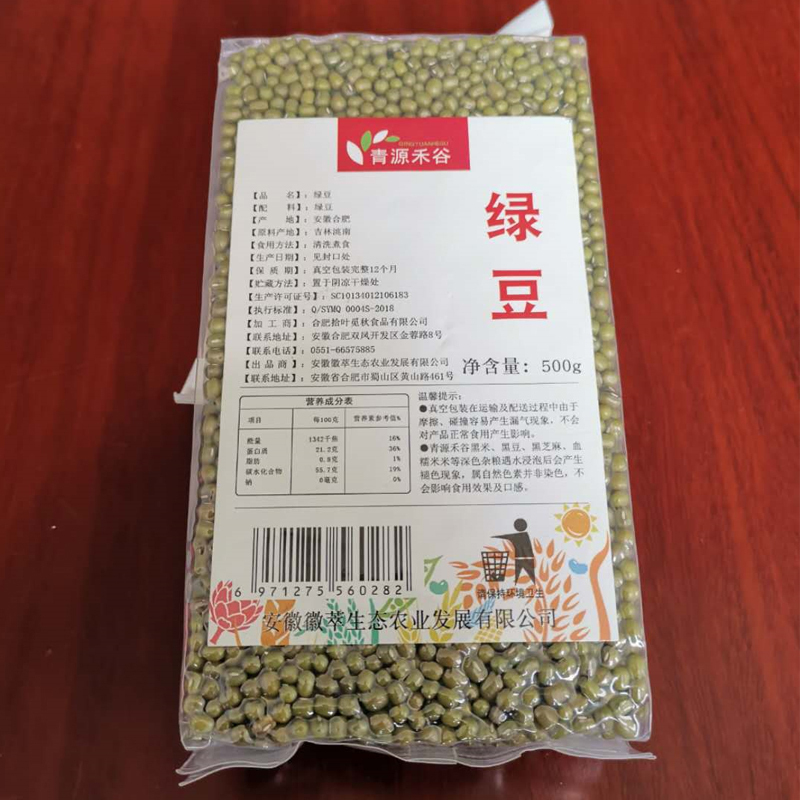 QINGYUANHEGU
青源禾谷
绿豆
【品 名】：绿豆
【配 料】：绿豆
【产 地】：安徽合肥
【原料产地】：吉林洮南
【食用方法】：清洗煮食
【生产日期】：见封口处
【保 质 期】：真空包装完整12个月
【贮藏方法】：置于阴凉干燥处
【生产许可证号】：SC10134012106183
【执行标准】：Q/SYMQ 0004S-2018
【加 工 商】：合肥拾叶觅秋食品有限公司
【联系地址】：安徽合肥双凤开发区金蓉路8号
【联系电话】：0551-66575885
【出 品 商】：安徽徽萃生态农业发展有限公司
【联系地址】：安徽省合肥市蜀山区黄山路461号
净含量：500g
营养成分表
项目 每100克 营养素参考值%
能量 1342千焦 16%
蛋白质 21.2克 36%
脂肪 0.8克 1%
碳水化合物 55.7克 19%
钠 6毫克 0%
温馨提示：
●真空包装在运输及配送过程中由于
摩擦、碰撞容易产生漏气现象，不会
对产品正常食用产生影响。
●青源禾谷黑米、黑豆、黑芝麻、血
糯米米等深色杂粮遇水浸泡后会产生
褪色现象，属自然色素并非染色，不
会影响食用效果及口感。
6 971275 560282
请保持环境卫生
安徽徽萃生态农业发展有限公司